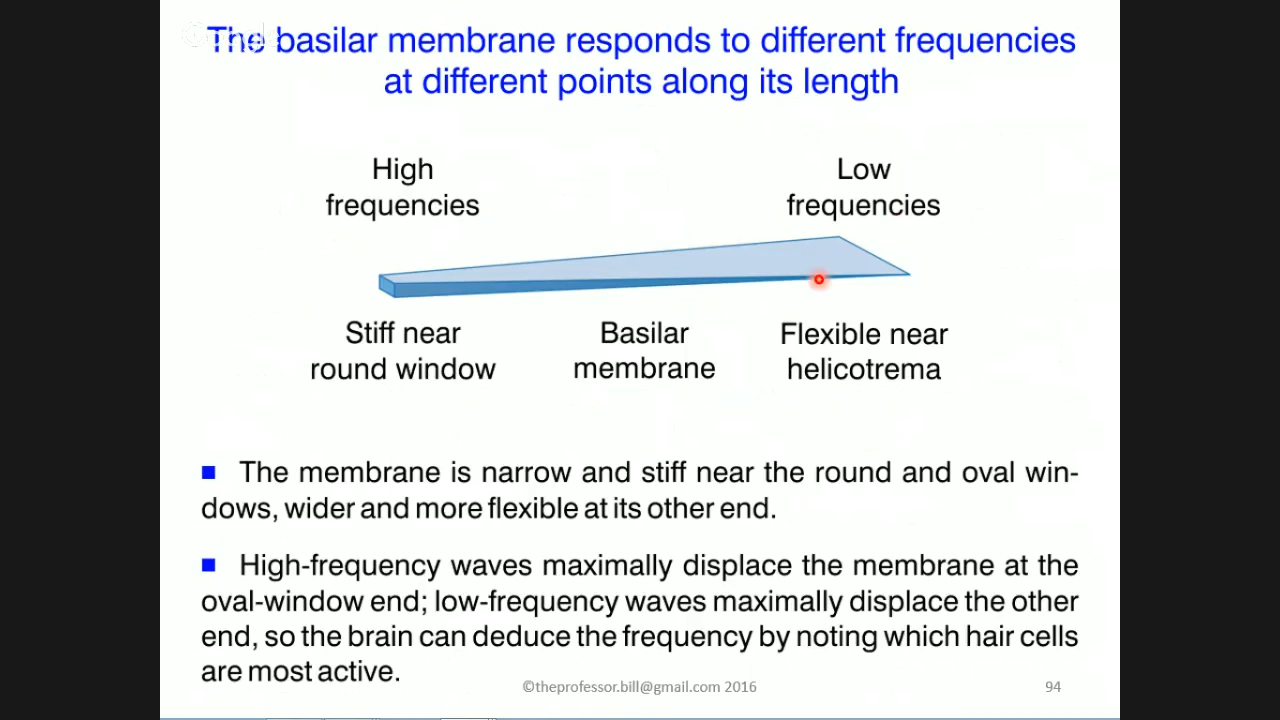 Google
The basilar membrane responds to different frequencies
at different points along its length
High
frequencies
Low
frequencies
Stiff near
round window
Basilar
membrane
Flexible near
helicotrema
■ The membrane is narrow and stiff near the round and oval win-
dows, wider and more flexible at its other end.
■ High-frequency waves maximally displace the membrane at the
oval-window end; low-frequency waves maximally displace the other
end, so the brain can deduce the frequency by noting which hair cells
are most active.
©theprofessor.bill@gmail.com 2016
94